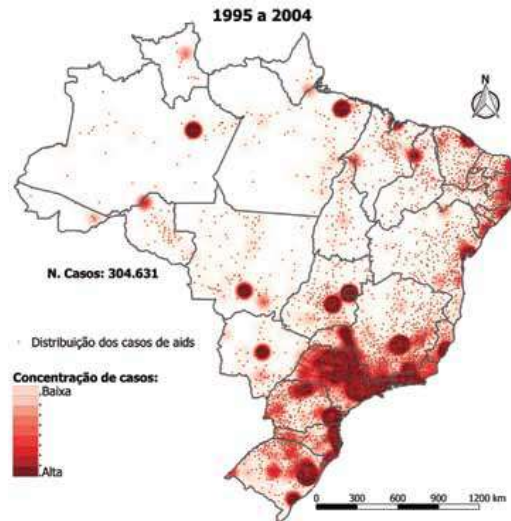 1995 a 2004
N
N. Casos: 304.631
Distribuição dos casos de aids
Concentração de casos:
Baixa
Alta
0 300 600 900 1200 km